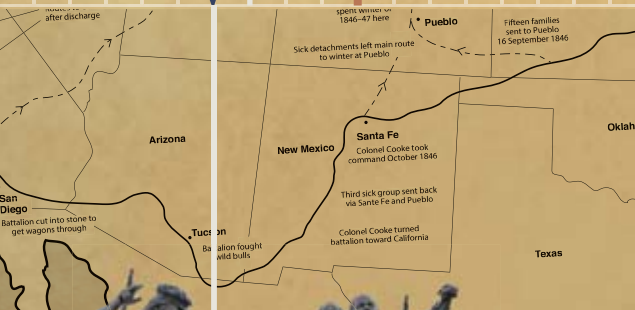 after discharge
spent winter of
1846–47 here
Pueblo
Fifteen families
sent to Pueblo
16 September 1846
Sick detachments left main route
to winter at Pueblo
Arizona
New Mexico
Santa Fe
Colonel Cooke took
command October 1846
Third sick group sent back
via Santa Fe and Pueblo
Colonel Cooke turned
battalion toward California
San
Diego
Battalion cut into stone to
get wagons through
Tucson
Battalion fought
wild bulls
Texas
Oklah